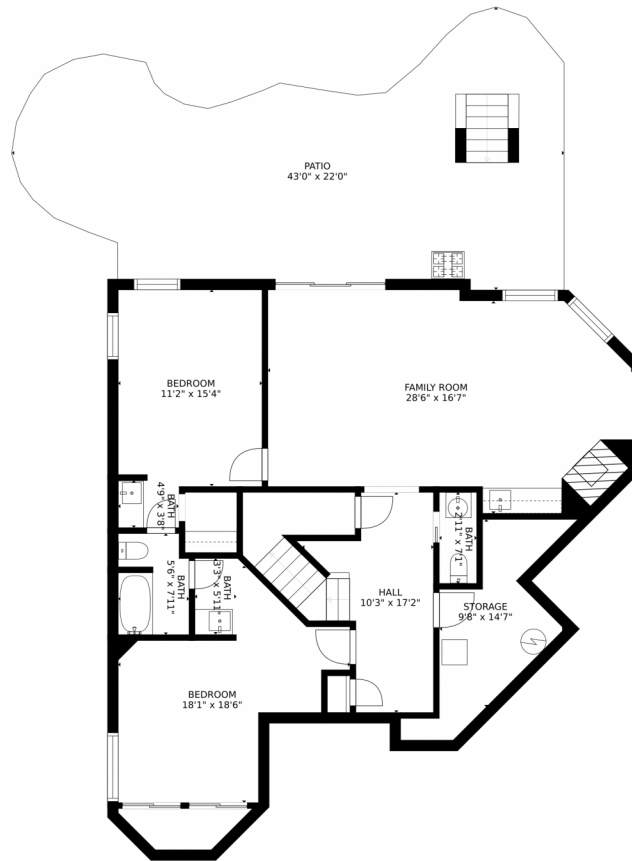 PATIO
43'0" x 22'0"
BEDROOM
11'2" x 15'4"
FAMILY ROOM
28'6" x 16'7"
BATH
4'9" x 3'8"
BATH
2'11" x 7'1"
BATH
5'6" x 7'11"
BATH
3'3" x 5'11"
HALL
10'3" x 17'2"
STORAGE
9'8" x 14'7"
BEDROOM
18'1" x 18'6"